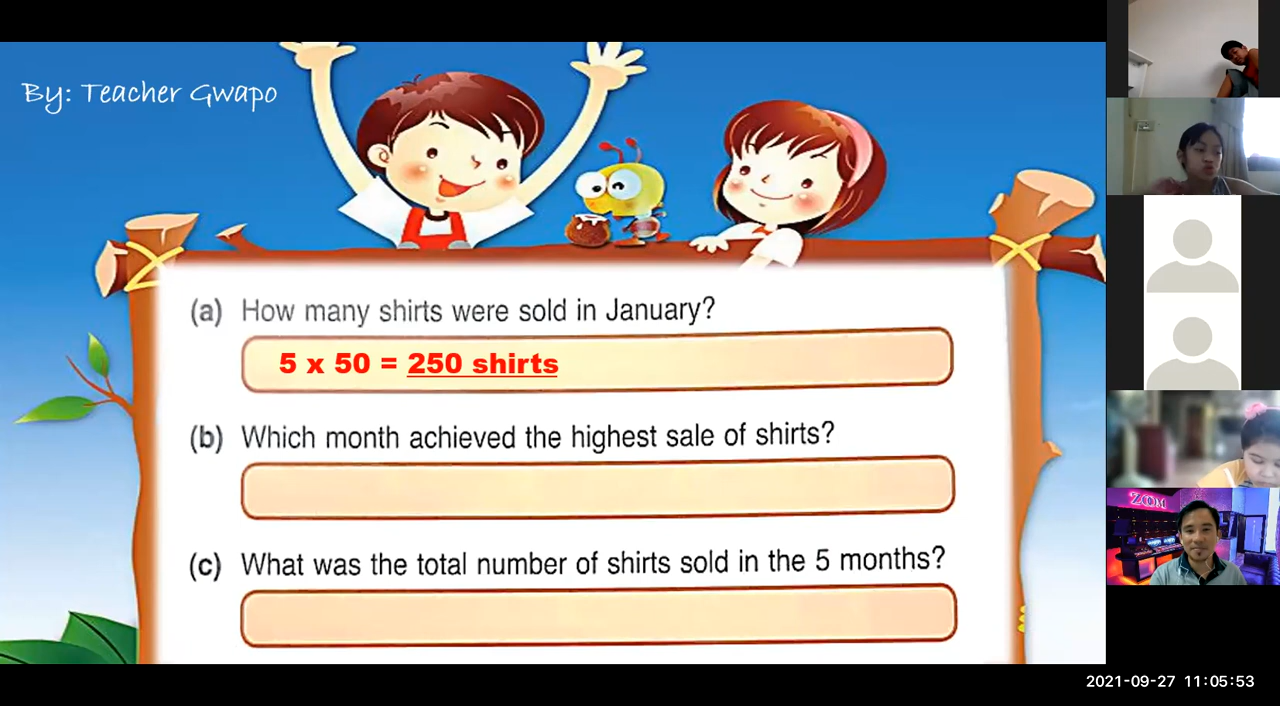 By: Teacher Gwapo
(a) How many shirts were sold in January?
5 x 50 = 250 shirts
(b) Which month achieved the highest sale of shirts?
(c) What was the total number of shirts sold in the 5 months?
ZOOM
2021-09-27 11:05:53